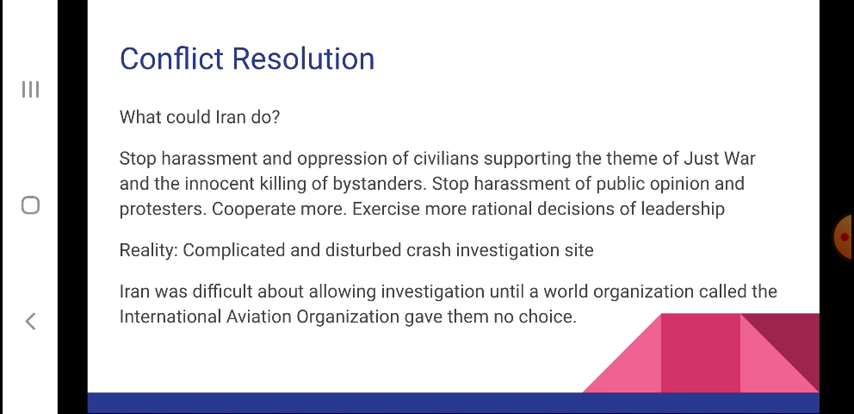 Conflict Resolution
What could Iran do?
Stop harassment and oppression of civilians supporting the theme of Just War
and the innocent killing of bystanders. Stop harassment of public opinion and
protesters. Cooperate more. Exercise more rational decisions of leadership
Reality: Complicated and disturbed crash investigation site
Iran was difficult about allowing investigation until a world organization called the
International Aviation Organization gave them no choice.